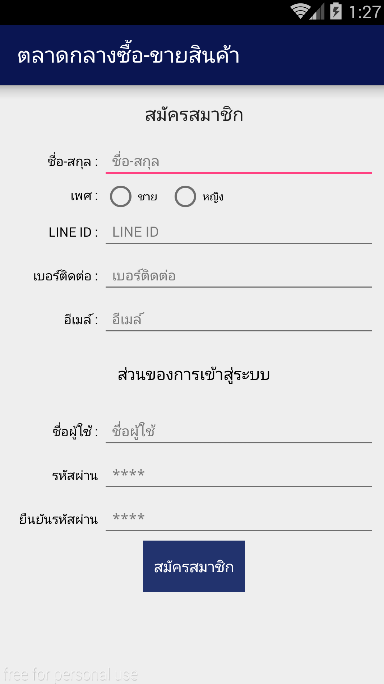 1:27
ตลาดกลางซื้อ-ขายสินค้า
สมัครสมาชิก
ชื่อ-สกุล : ชื่อ-สกุล
เพศ : ชาย หญิง
LINE ID : LINE ID
เบอร์ติดต่อ : เบอร์ติดต่อ
อีเมล์ : อีเมล์
ส่วนของการเข้าสู่ระบบ
ชื่อผู้ใช้ : ชื่อผู้ใช้
รหัสผ่าน ****
ยืนยันรหัสผ่าน ****
สมัครสมาชิก
free for personal use